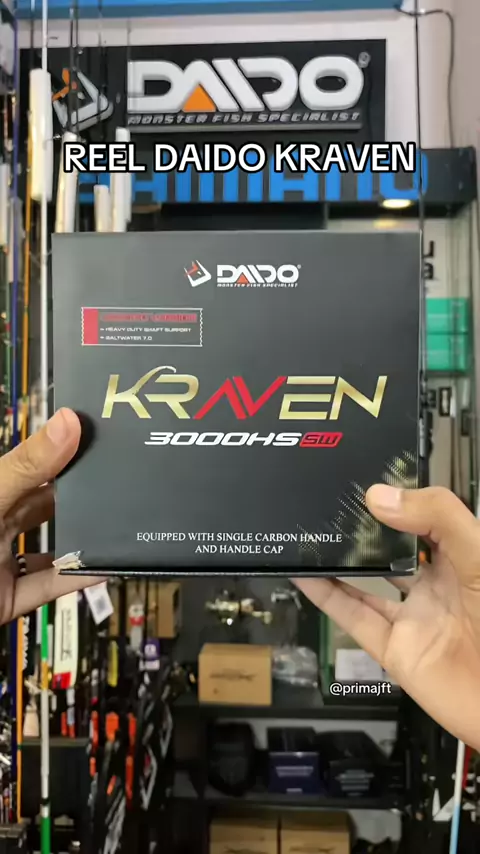 DAIDO
MONSTER FISH SPECIALIST
REEL DAIDO KRAVEN
SHIMANO
DAIDO
MONSTER FISH SPECIALIST
HEAVY DUTY SHAFT SUPPORT
SALTWATER 7.0
KRAVEN
3000HS SW
EQUIPPED WITH SINGLE CARBON HANDLE
AND HANDLE CAP
@primajft